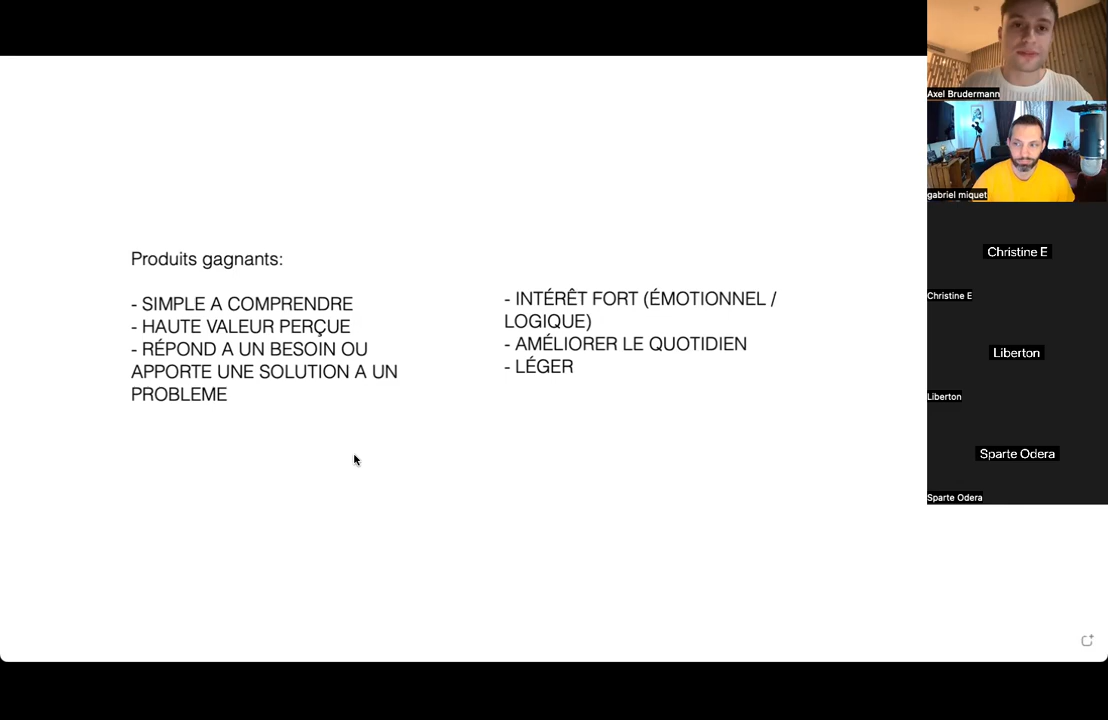 Produits gagnants:
- SIMPLE A COMPRENDRE
- HAUTE VALEUR PERÇUE
- RÉPOND A UN BESOIN OU
APPORTE UNE SOLUTION A UN
PROBLEME
- INTÉRÊT FORT (ÉMOTIONNEL /
LOGIQUE)
- AMÉLIORER LE QUOTIDIEN
- LÉGER
Axel Brudermann
gabriel miquet
Christine E
Christine E
Liberton
Liberton
Sparte Odera
Sparte Odera